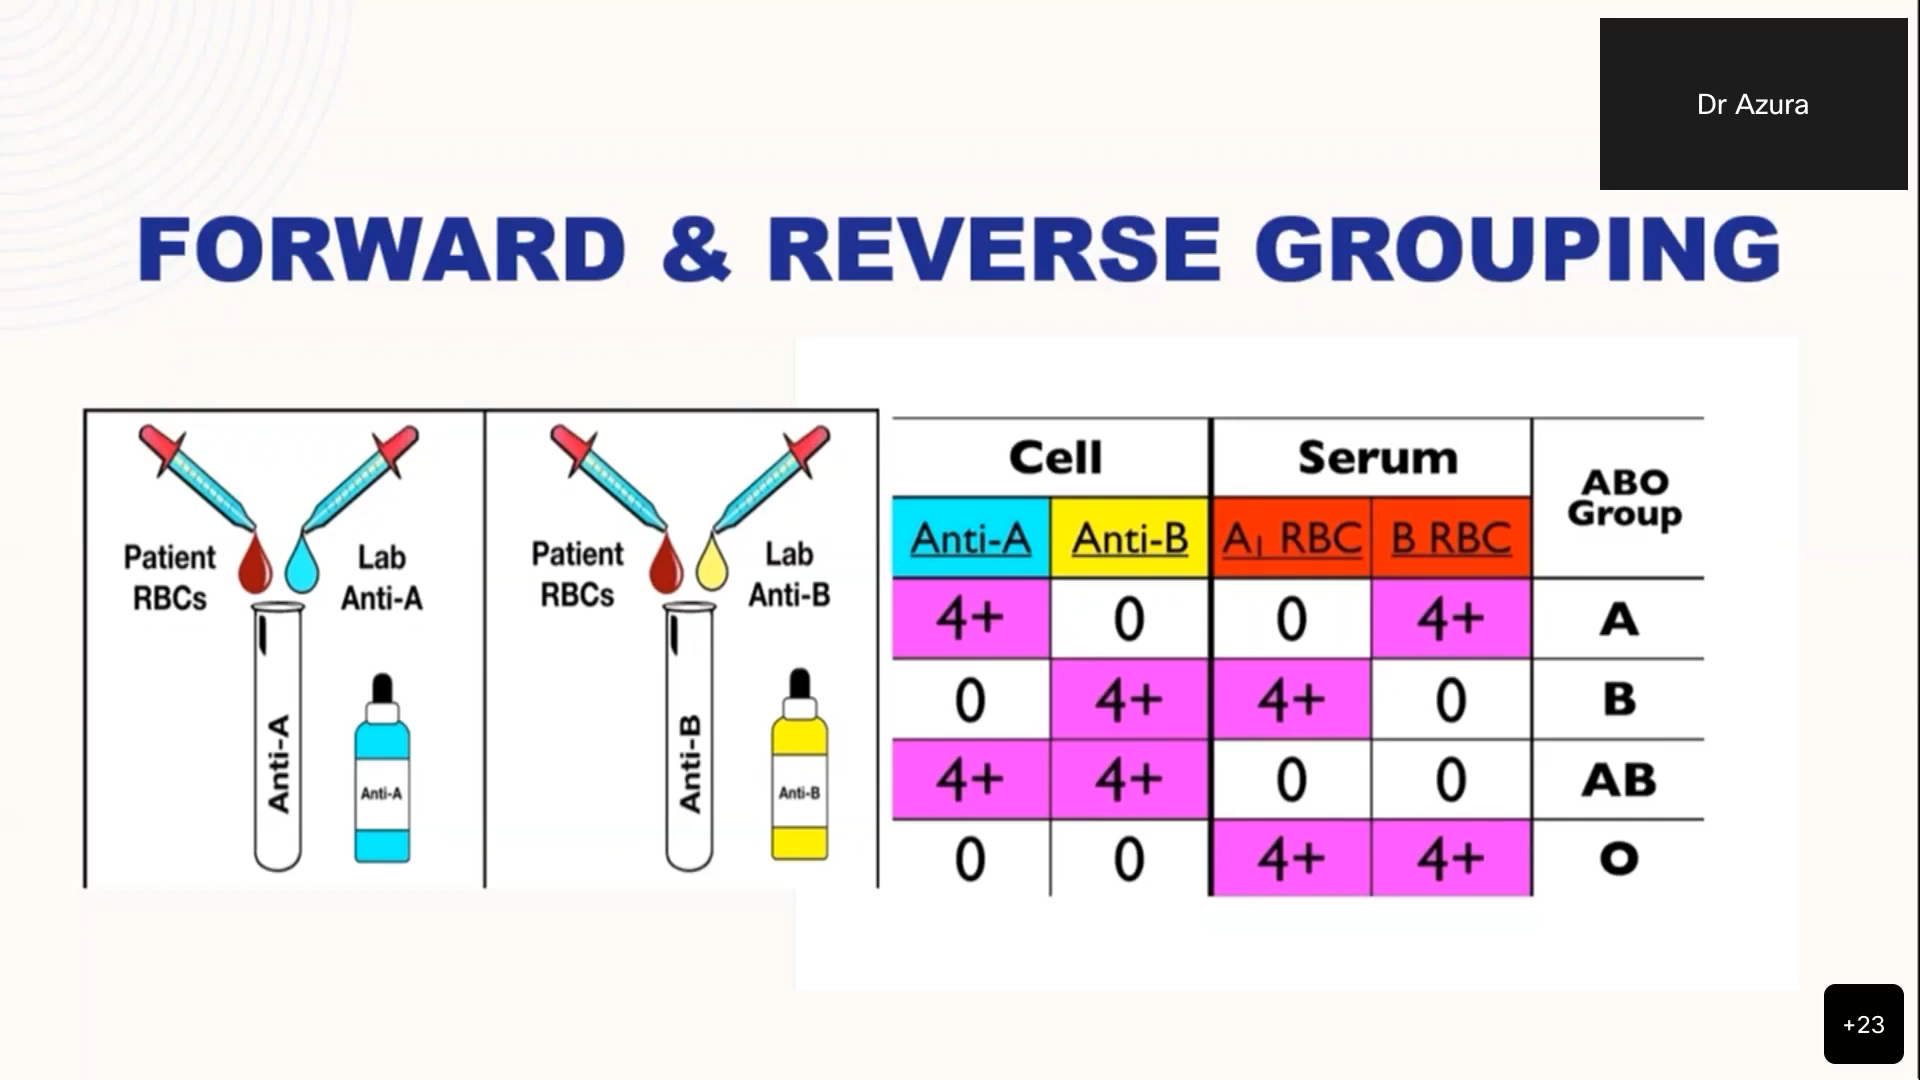 Dr Azura
FORWARD & REVERSE GROUPING
Patient
RBCs
Lab
Anti-A
Anti-A
Anti-A
Patient
RBCs
Lab
Anti-B
Anti-B
Anti-B
Cell Serum ABO
Group
Anti-A Anti-B A₁ RBC B RBC
4+ 0 0 4+ A
0 4+ 4+ 0 B
4+ 4+ 0 0 AB
0 0 4+ 4+ O
+23